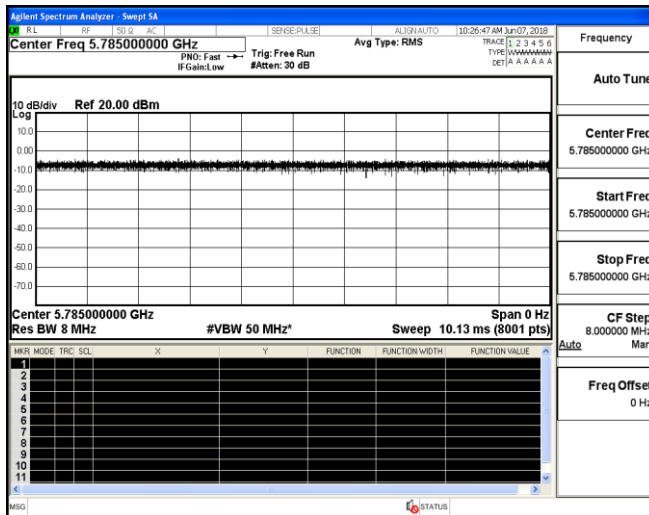 Agilent Spectrum Analyzer - Swept SA
RL RF 50 Ω AC SENSE:PULSE ALIGN AUTO 10:26:47 AM Jun 07, 2018
Center Freq 5.785000000 GHz
PNO: Fast
IFGain:Low
Trig: Free Run
#Atten: 30 dB
Avg Type: RMS
TRACE 1 2 3 4 5 6
TYPE
DET A A A A A A
10 dB/div Ref 20.00 dBm
Log
10.0
0.00
-10.0
-20.0
-30.0
-40.0
-50.0
-60.0
-70.0
Center 5.785000000 GHz Span 0 Hz
Res BW 8 MHz #VBW 50 MHz* Sweep 10.13 ms (8001 pts)
MKR MODE TRC SCL X Y FUNCTION FUNCTION WIDTH FUNCTION VALUE
1
2
3
4
5
6
7
8
9
10
11
MSG STATUS
Frequency
Auto Tune
Center Freq
5.785000000 GHz
Start Freq
5.785000000 GHz
Stop Freq
5.785000000 GHz
CF Step
8.000000 MHz
Auto Man
Freq Offset
0 Hz